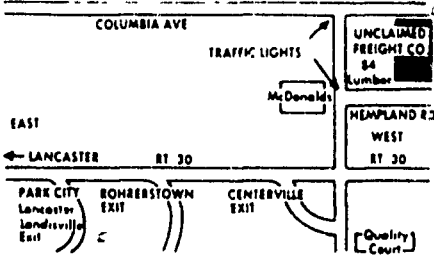 COLUMBIA AVE
TRAFFIC LIGHTS
UNCLAIMED
FREIGHT CO
84
Lumber
McDonalds
HEMPLAND RD
EAST
WEST
← LANCASTER
RT 30
RT 30
PARK CITY
Lancaster
Landisville
Exit
ROHRERSTOWN
EXIT
CENTERVILLE
EXIT
Quality
Court